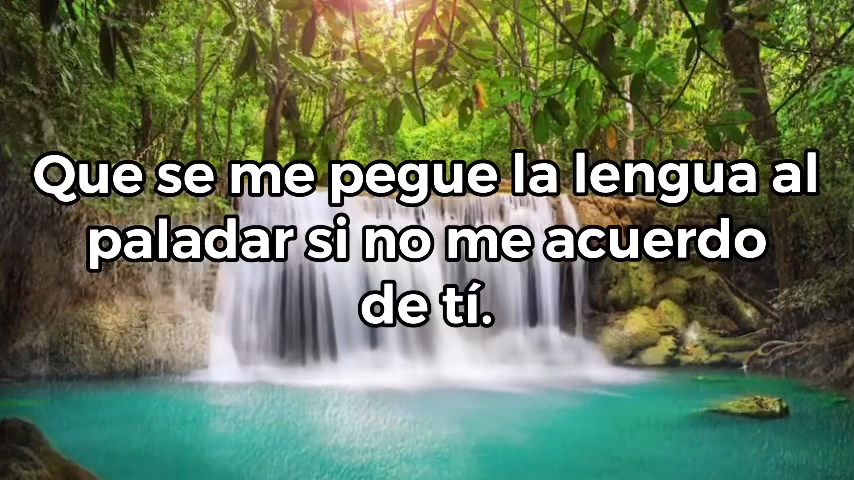 Que se me pegue la lengua al
paladar si no me acuerdo
de tí.